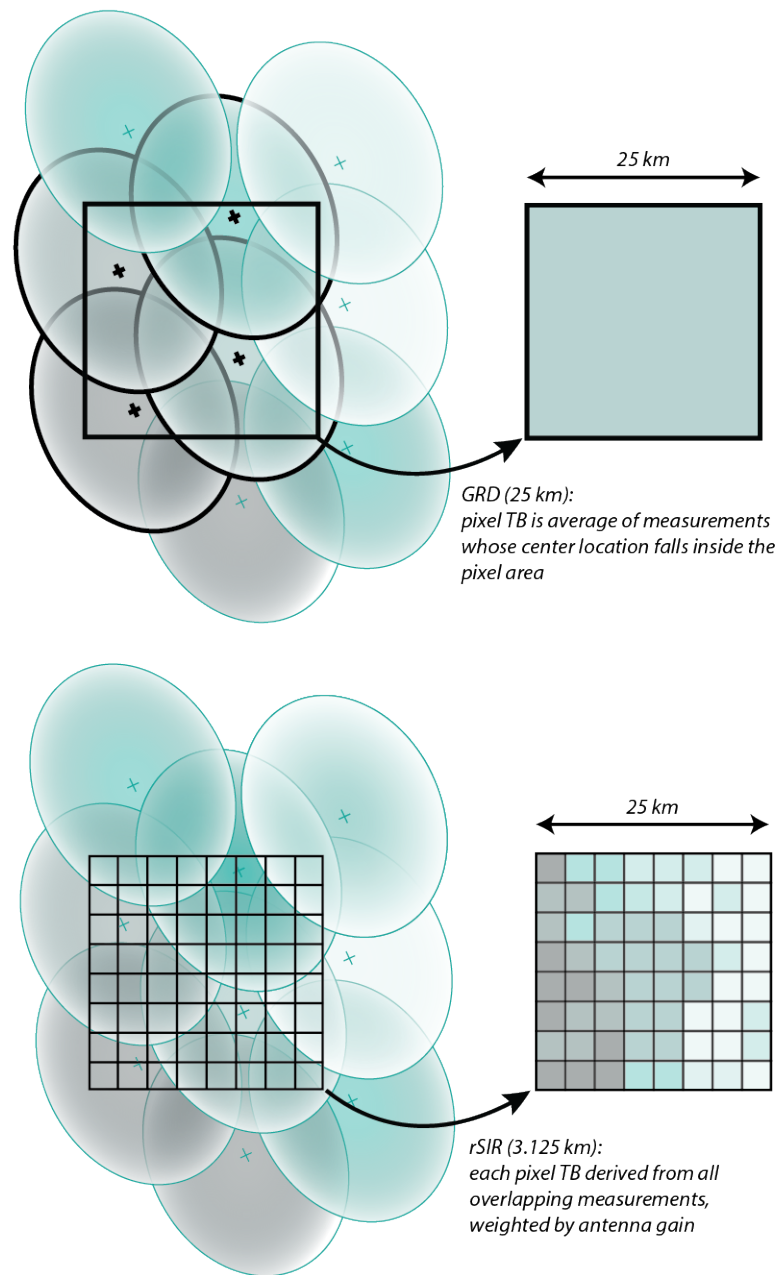 25 km
GRD (25 km):
pixel TB is average of measurements
whose center location falls inside the
pixel area
25 km
rSIR (3.125 km):
each pixel TB derived from all
overlapping measurements,
weighted by antenna gain